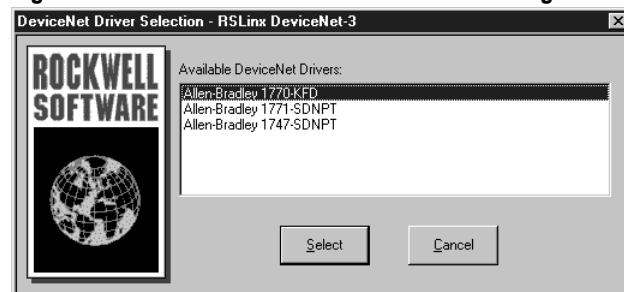 DeviceNet Driver Selection - RSLinx DeviceNet-3
ROCKWELL
SOFTWARE
Available DeviceNet Drivers:
Allen-Bradley 1770-KFD
Allen-Bradley 1771-SDNPT
Allen-Bradley 1747-SDNPT
Select
Cancel